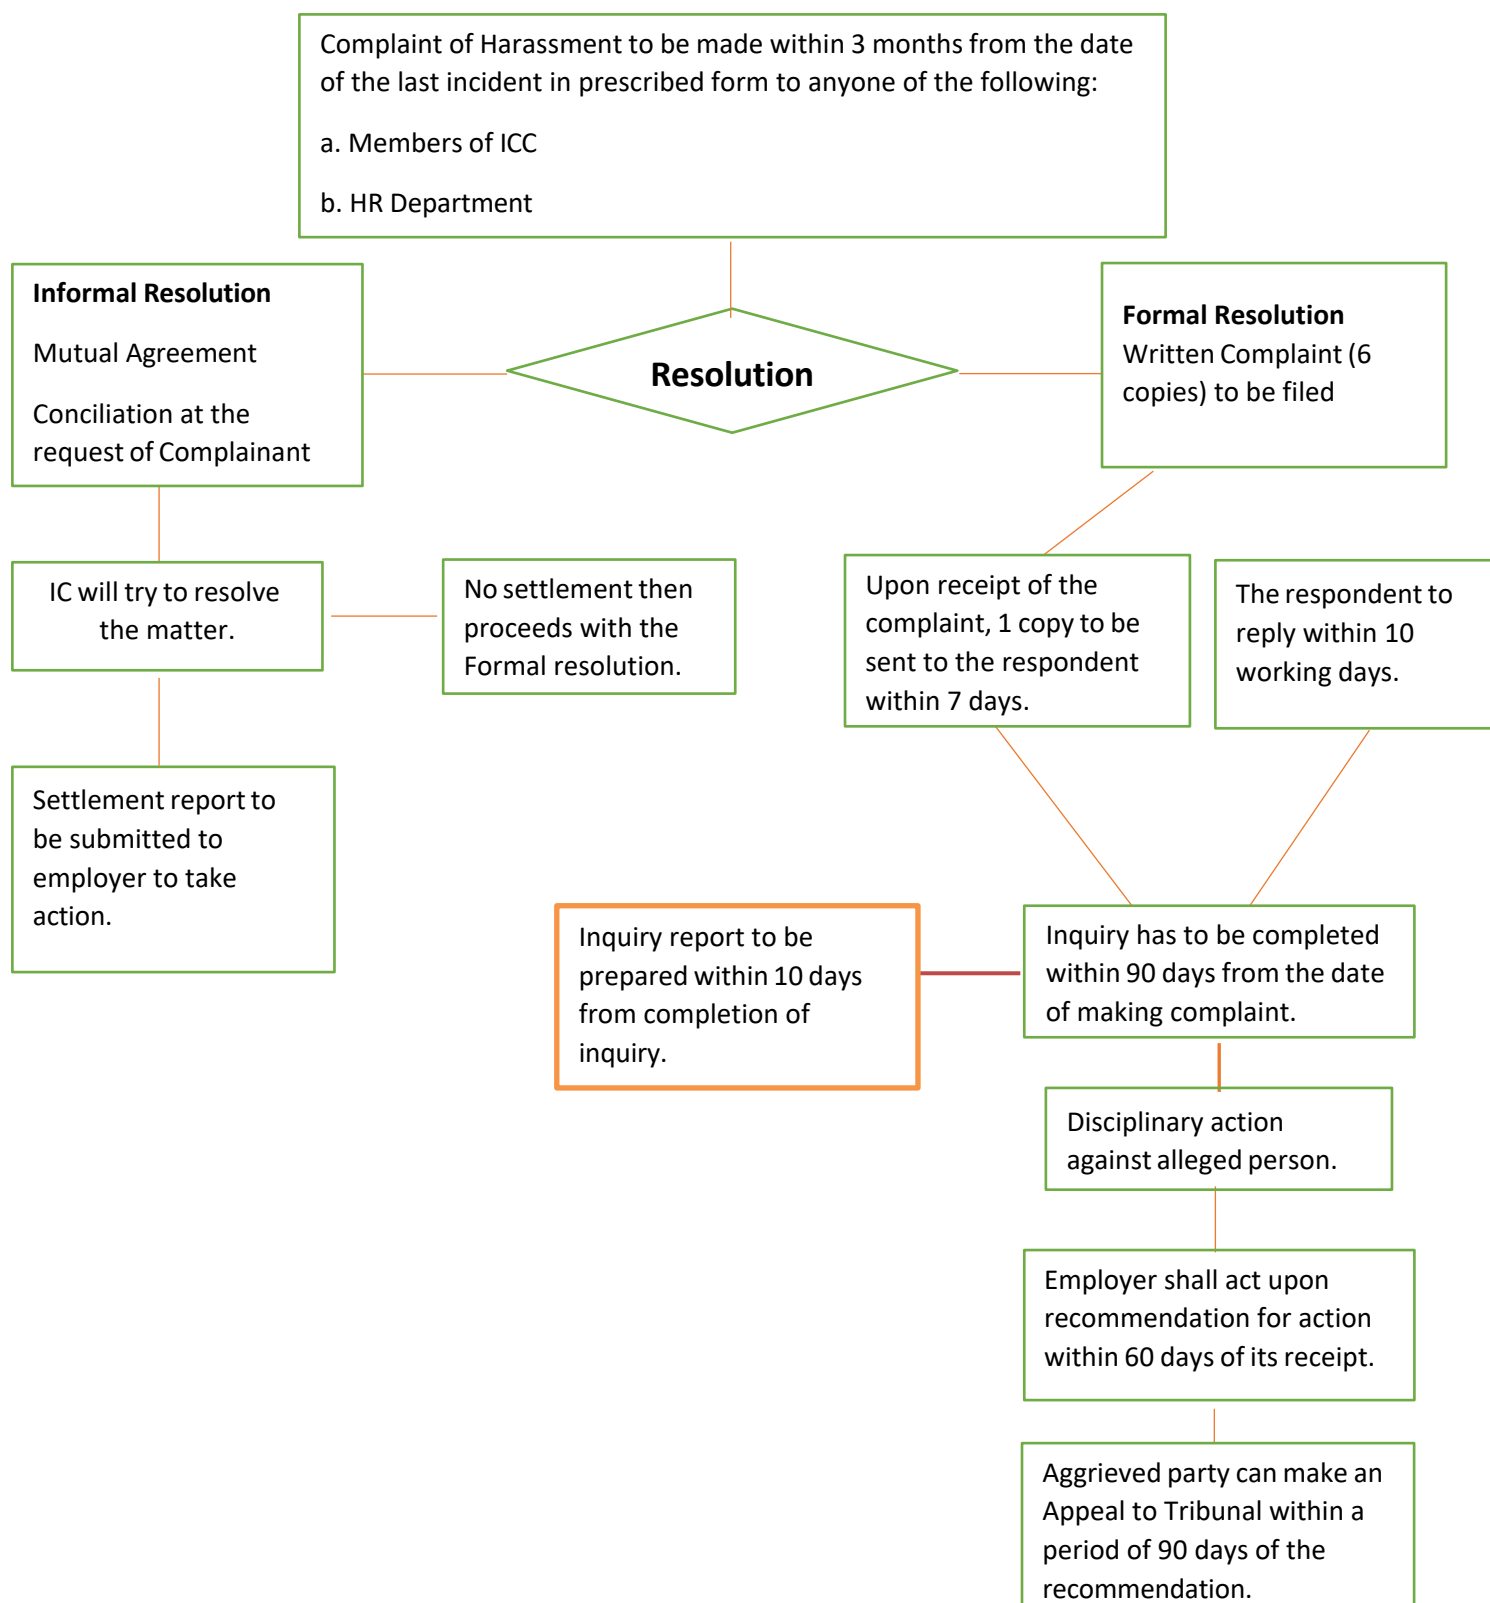 Complaint of Harassment to be made within 3 months from the date
of the last incident in prescribed form to anyone of the following:
a. Members of ICC
b. HR Department
Informal Resolution
Mutual Agreement
Conciliation at the
request of Complainant
Resolution
Formal Resolution
Written Complaint (6
copies) to be filed
IC will try to resolve
the matter.
No settlement then
proceeds with the
Formal resolution.
Upon receipt of the
complaint, 1 copy to be
sent to the respondent
within 7 days.
The respondent to
reply within 10
working days.
Settlement report to
be submitted to
employer to take
action.
Inquiry report to be
prepared within 10 days
from completion of
inquiry.
Inquiry has to be completed
within 90 days from the date
of making complaint.
Disciplinary action
against alleged person.
Employer shall act upon
recommendation for action
within 60 days of its receipt.
Aggrieved party can make an
Appeal to Tribunal within a
period of 90 days of the
recommendation.